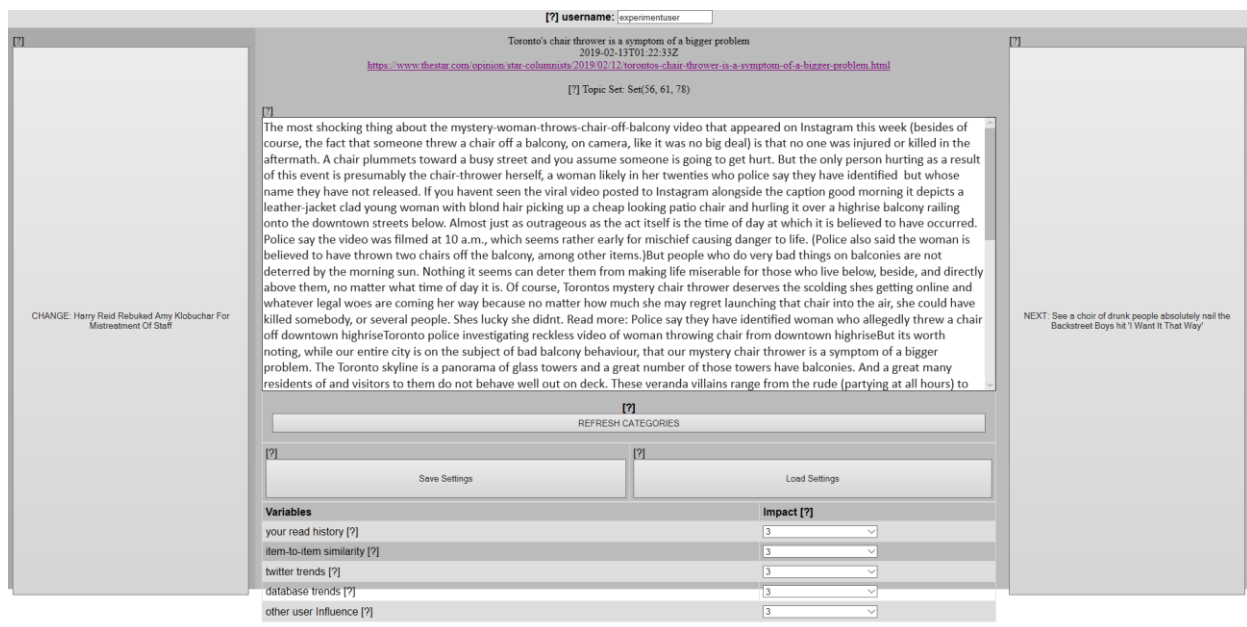 [?] username: experimentuser
[?]
CHANGE: Harry Reid Rebuked Amy Klobuchar For
Mistreatment Of Staff
Toronto's chair thrower is a symptom of a bigger problem
2019-02-13T01:22:33Z
https://www.thestar.com/opinion/star-columnists/2019/02/12/torontos-chair-thrower-is-a-symptom-of-a-bigger-problem.html
[?] Topic Set: Set(56, 61, 78)
[?]
The most shocking thing about the mystery-woman-throws-chair-off-balcony video that appeared on Instagram this week (besides of
course, the fact that someone threw a chair off a balcony, on camera, like it was no big deal) is that no one was injured or killed in the
aftermath. A chair plummets toward a busy street and you assume someone is going to get hurt. But the only person hurting as a result
of this event is presumably the chair-thrower herself, a woman likely in her twenties who police say they have identified  but whose
name they have not released. If you havent seen the viral video posted to Instagram alongside the caption good morning it depicts a
leather-jacket clad young woman with blond hair picking up a cheap looking patio chair and hurling it over a highrise balcony railing
onto the downtown streets below. Almost just as outrageous as the act itself is the time of day at which it is believed to have occurred.
Police say the video was filmed at 10 a.m., which seems rather early for mischief causing danger to life. (Police also said the woman is
believed to have thrown two chairs off the balcony, among other items.)But people who do very bad things on balconies are not
deterred by the morning sun. Nothing it seems can deter them from making life miserable for those who live below, beside, and directly
above them, no matter what time of day it is. Of course, Torontos mystery chair thrower deserves the scolding shes getting online and
whatever legal woes are coming her way because no matter how much she may regret launching that chair into the air, she could have
killed somebody, or several people. Shes lucky she didnt. Read more: Police say they have identified woman who allegedly threw a chair
off downtown highriseToronto police investigating reckless video of woman throwing chair from downtown highriseBut its worth
noting, while our entire city is on the subject of bad balcony behaviour, that our mystery chair thrower is a symptom of a bigger
problem. The Toronto skyline is a panorama of glass towers and a great number of those towers have balconies. And a great many
residents of and visitors to them do not behave well out on deck. These veranda villains range from the rude (partying at all hours) to
[?]
REFRESH CATEGORIES
[?] [?]
Save Settings Load Settings
Variables Impact [?]
your read history [?] 3
item-to-item similarity [?] 3
twitter trends [?] 3
database trends [?] 3
other user Influence [?] 3
[?]
NEXT: See a choir of drunk people absolutely nail the
Backstreet Boys hit 'I Want It That Way'